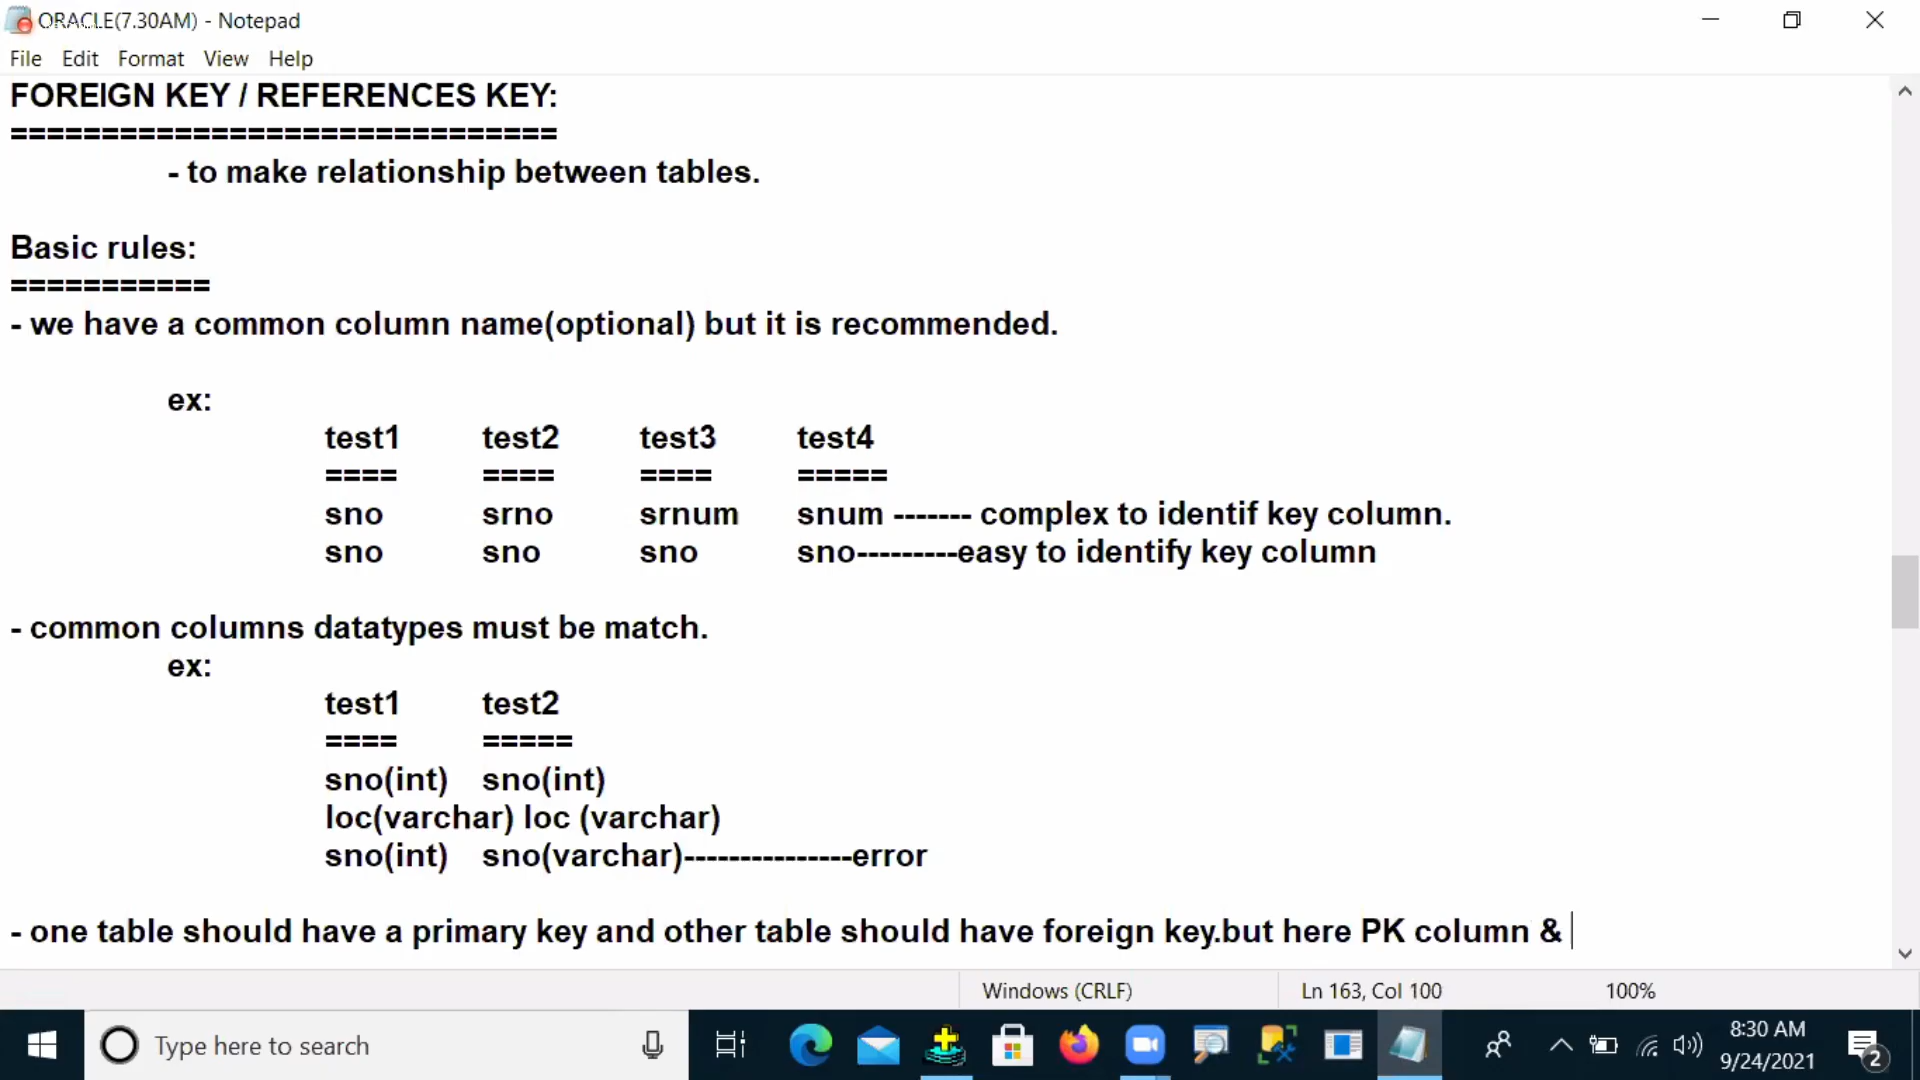 ORACLE(7.30AM) - Notepad
File Edit Format View Help
FOREIGN KEY / REFERENCES KEY:
==============================
- to make relationship between tables.
Basic rules:
===========
- we have a common column name(optional) but it is recommended.
ex:
test1 test2 test3 test4
==== ==== ==== =====
sno srno srnum snum ------- complex to identif key column.
sno sno sno sno---------easy to identify key column
- common columns datatypes must be match.
ex:
test1 test2
==== =====
sno(int) sno(int)
loc(varchar) loc (varchar)
sno(int) sno(varchar)---------------error
- one table should have a primary key and other table should have foreign key.but here PK column &
Windows (CRLF) Ln 163, Col 100 100%
Type here to search
8:30 AM
9/24/2021
2